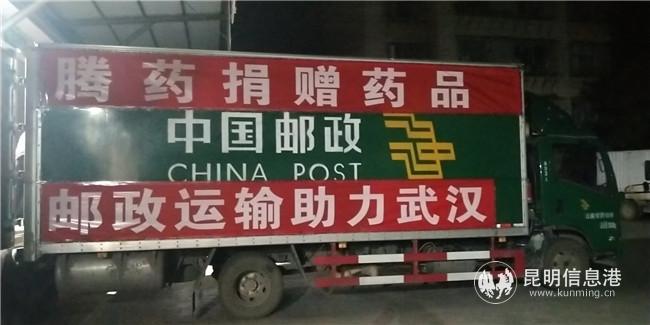 腾药捐赠药品
中国邮政
CHINA POST
邮政运输助力武汉
昆明信息港
www.kunming.cn